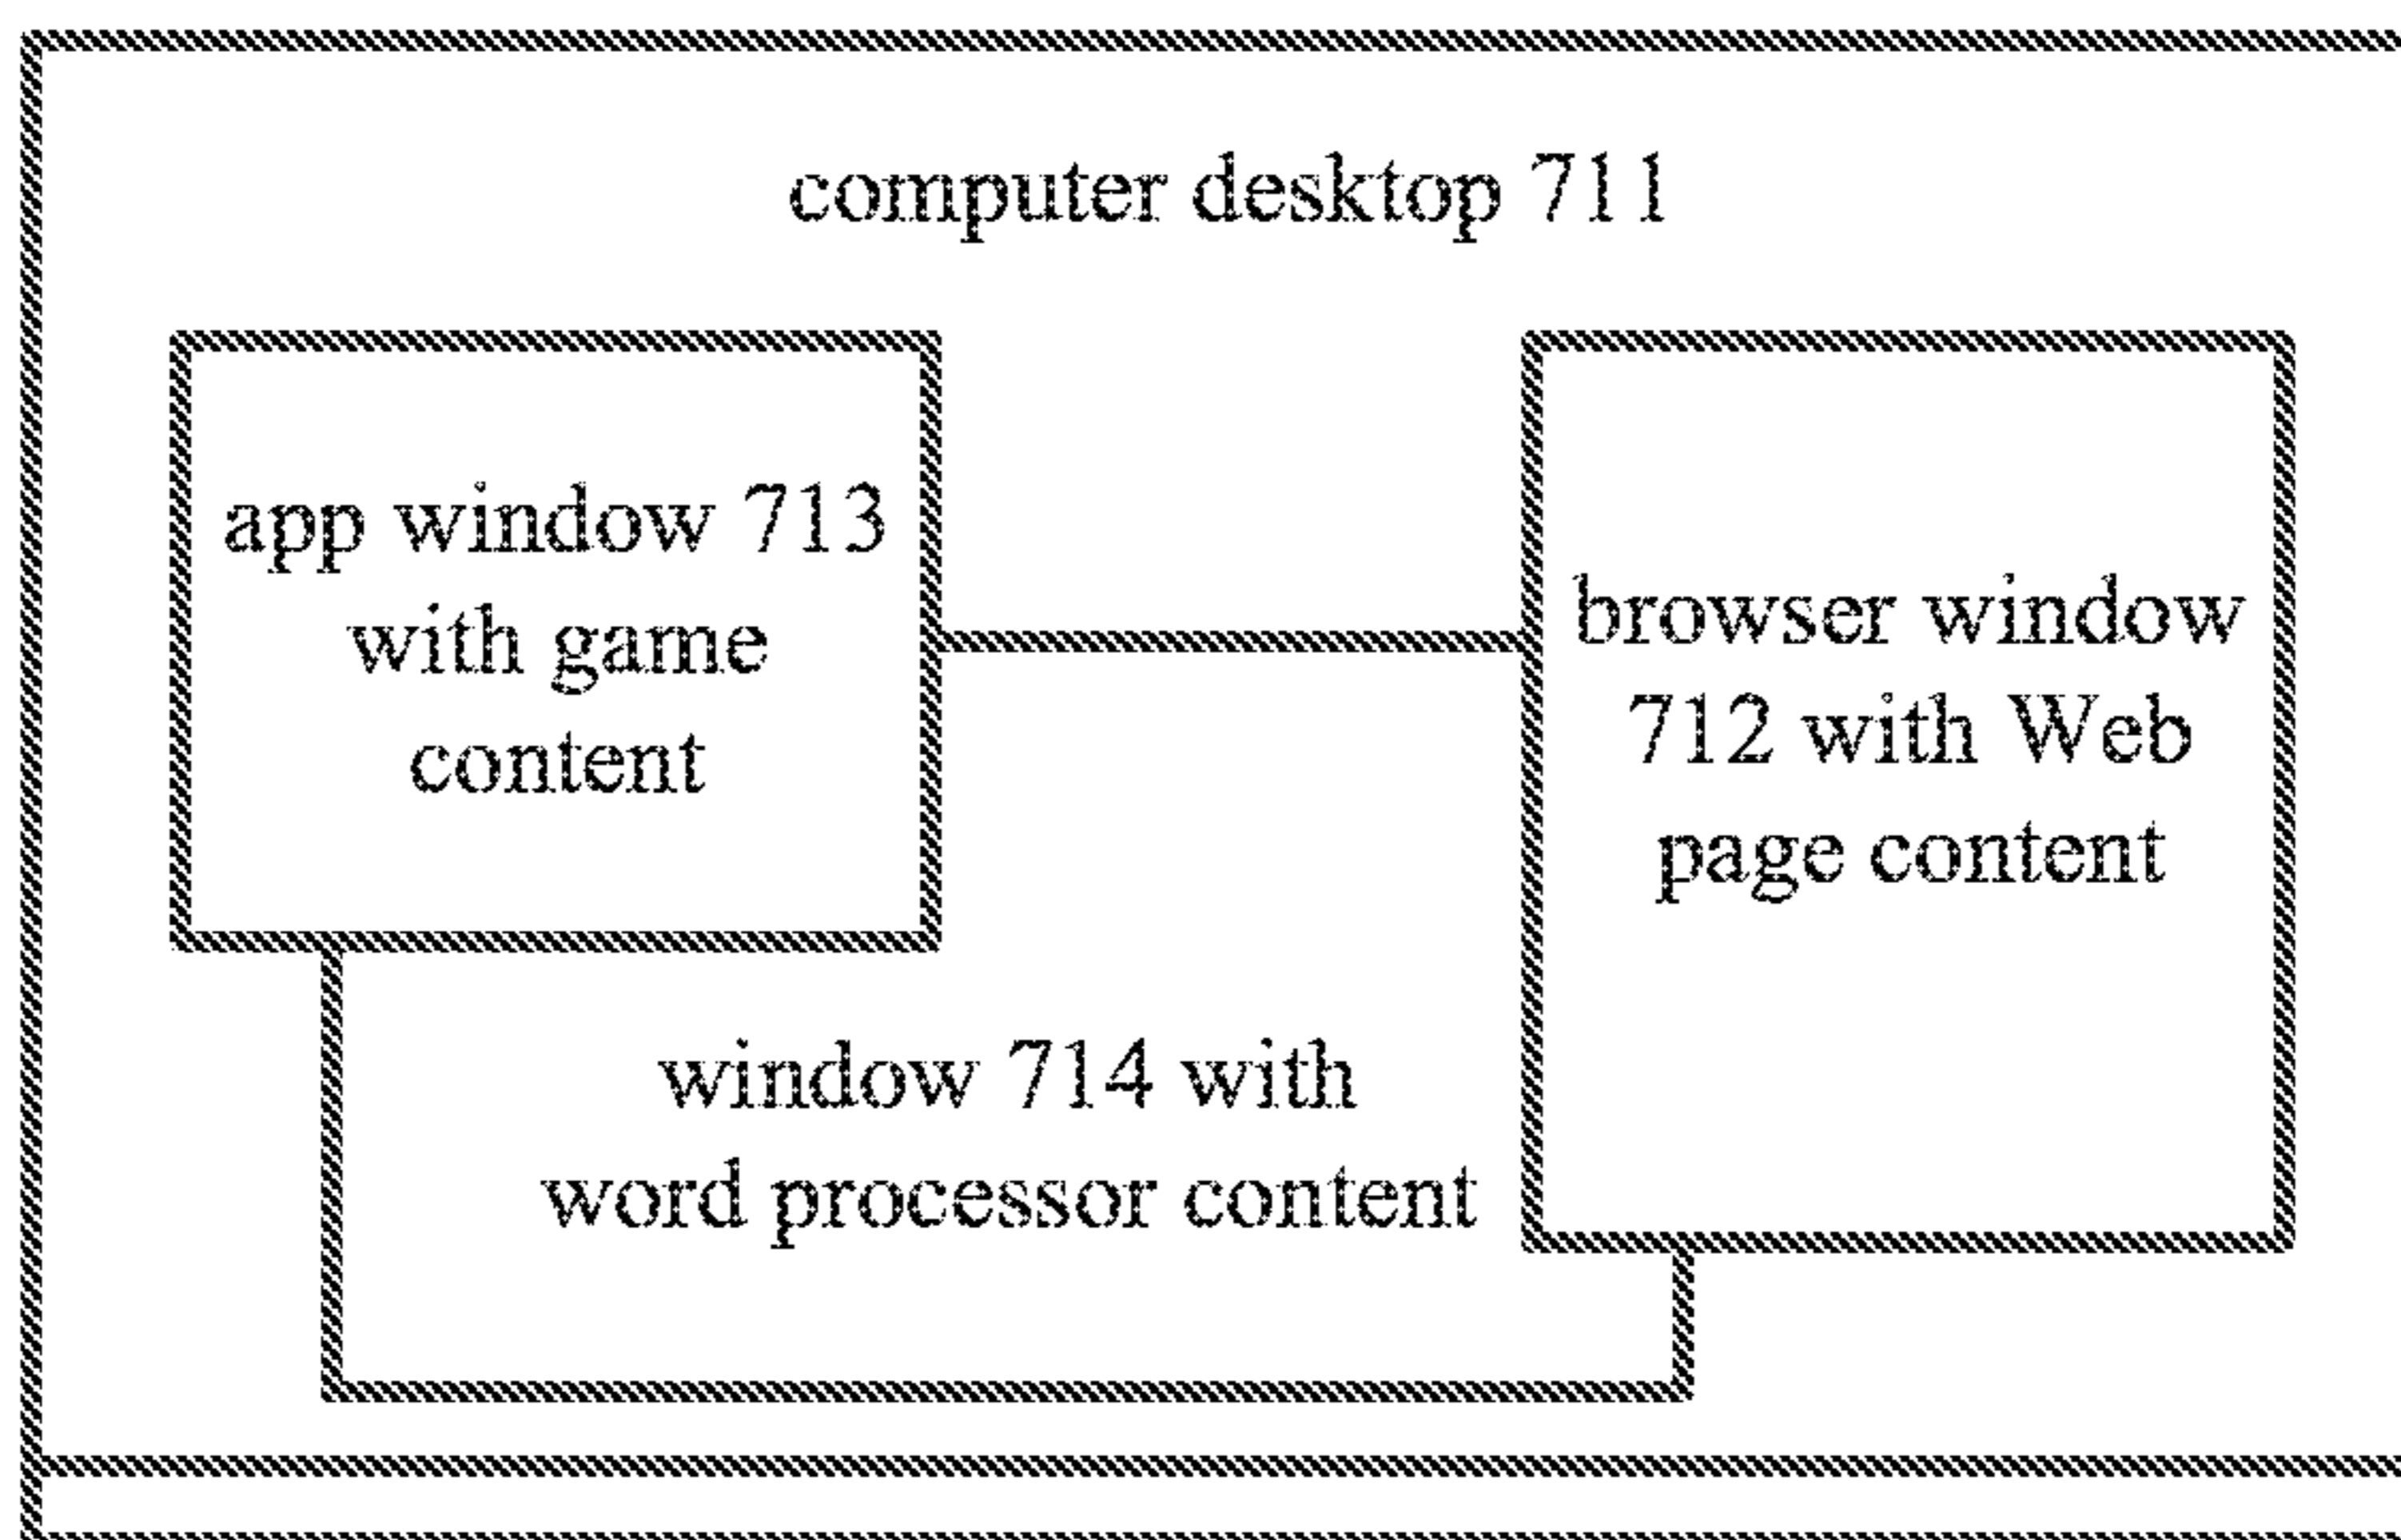 computer desktop 711
app window 713
with game
content
browser window
712 with Web
page content
window 714 with
word processor content